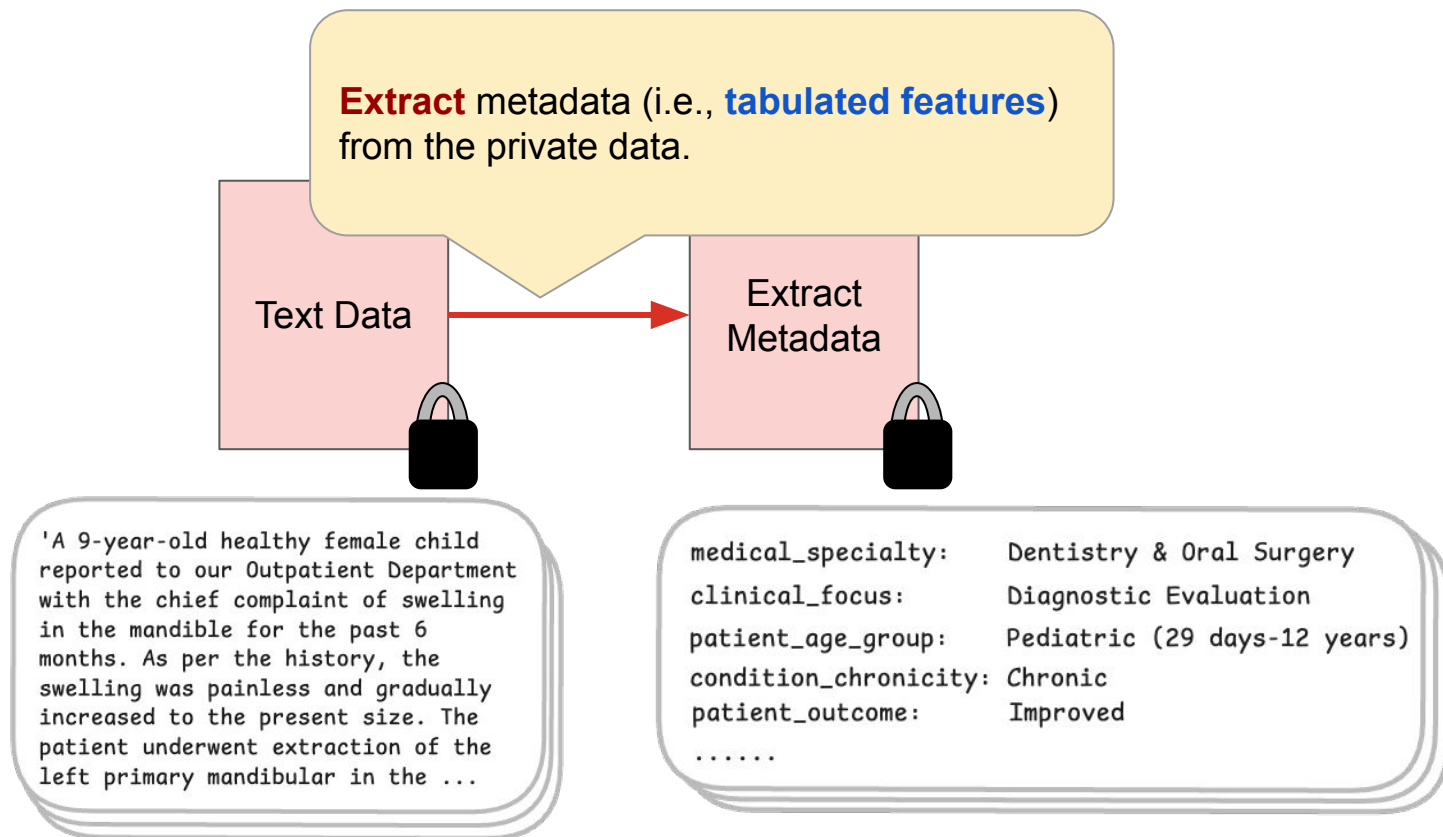 Extract metadata (i.e., tabulated features)
from the private data.
Text Data
Extract
Metadata
'A 9-year-old healthy female child
reported to our Outpatient Department
with the chief complaint of swelling
in the mandible for the past 6
months. As per the history, the
swelling was painless and gradually
increased to the present size. The
patient underwent extraction of the
left primary mandibular in the ...
medical_specialty: Dentistry & Oral Surgery
clinical_focus: Diagnostic Evaluation
patient_age_group: Pediatric (29 days-12 years)
condition_chronicity: Chronic
patient_outcome: Improved
......